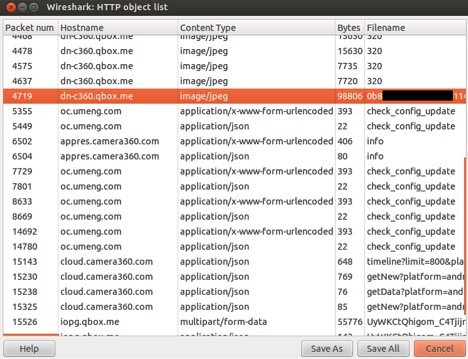 Wireshark: HTTP object list
Packet num Hostname Content Type Bytes Filename
4468 dn-c360.qbox.me image/jpeg 15630 320
4478 dn-c360.qbox.me image/jpeg 15630 320
4575 dn-c360.qbox.me image/jpeg 7735 320
4637 dn-c360.qbox.me image/jpeg 7720 320
4719 dn-c360.qbox.me image/jpeg 98806 0b8 114
5355 oc.umeng.com application/x-www-form-urlencoded 393 check_config_update
5449 oc.umeng.com application/json 22 check_config_update
6502 appres.camera360.com application/x-www-form-urlencoded 406 info
6504 appres.camera360.com application/json 80 info
7729 oc.umeng.com application/x-www-form-urlencoded 393 check_config_update
7801 oc.umeng.com application/json 22 check_config_update
8633 oc.umeng.com application/x-www-form-urlencoded 393 check_config_update
8669 oc.umeng.com application/json 22 check_config_update
14692 oc.umeng.com application/x-www-form-urlencoded 393 check_config_update
14780 oc.umeng.com application/json 22 check_config_update
15143 cloud.camera360.com application/json 648 timeline?limit=800&pla
15230 cloud.camera360.com application/json 769 getNew?platform=andr
15238 cloud.camera360.com application/json 76 getData?platform=andr
15325 cloud.camera360.com application/json 85 getNew?platform=andr
15526 iopg.qbox.me multipart/form-data 55776 UyWKCtQhigom_C4Tjijn
Help Save As Save All Cancel